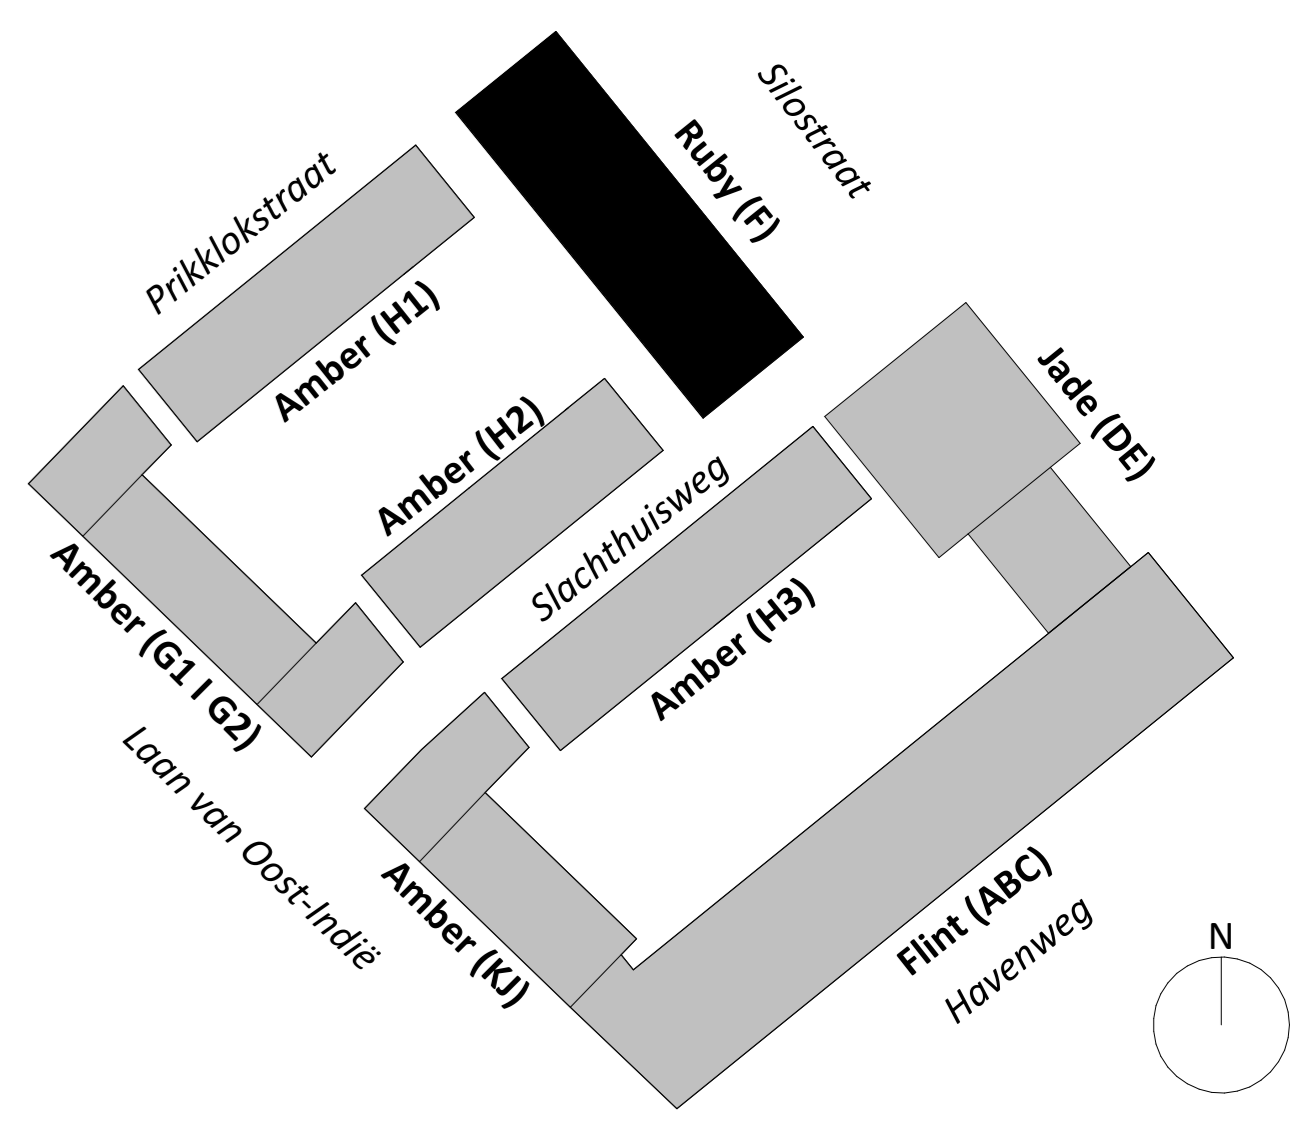 Silostraat
Ruby (F)
Prikklokstraat
Amber (H1)
Jade (DE)
Amber (H2)
Slachthuisweg
Amber (G1 I G2)
Amber (H3)
Laan van Oost-Indië
Amber (KJ)
Flint (ABC)
Havenweg
N